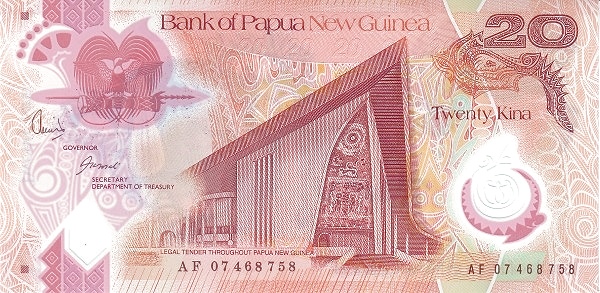 Bank of Papua New Guinea
20
Twenty Kina
GOVERNOR
SECRETARY
DEPARTMENT OF TREASURY
LEGAL TENDER THROUGHOUT PAPUA NEW GUINEA
AF 07468758
AF 07468758